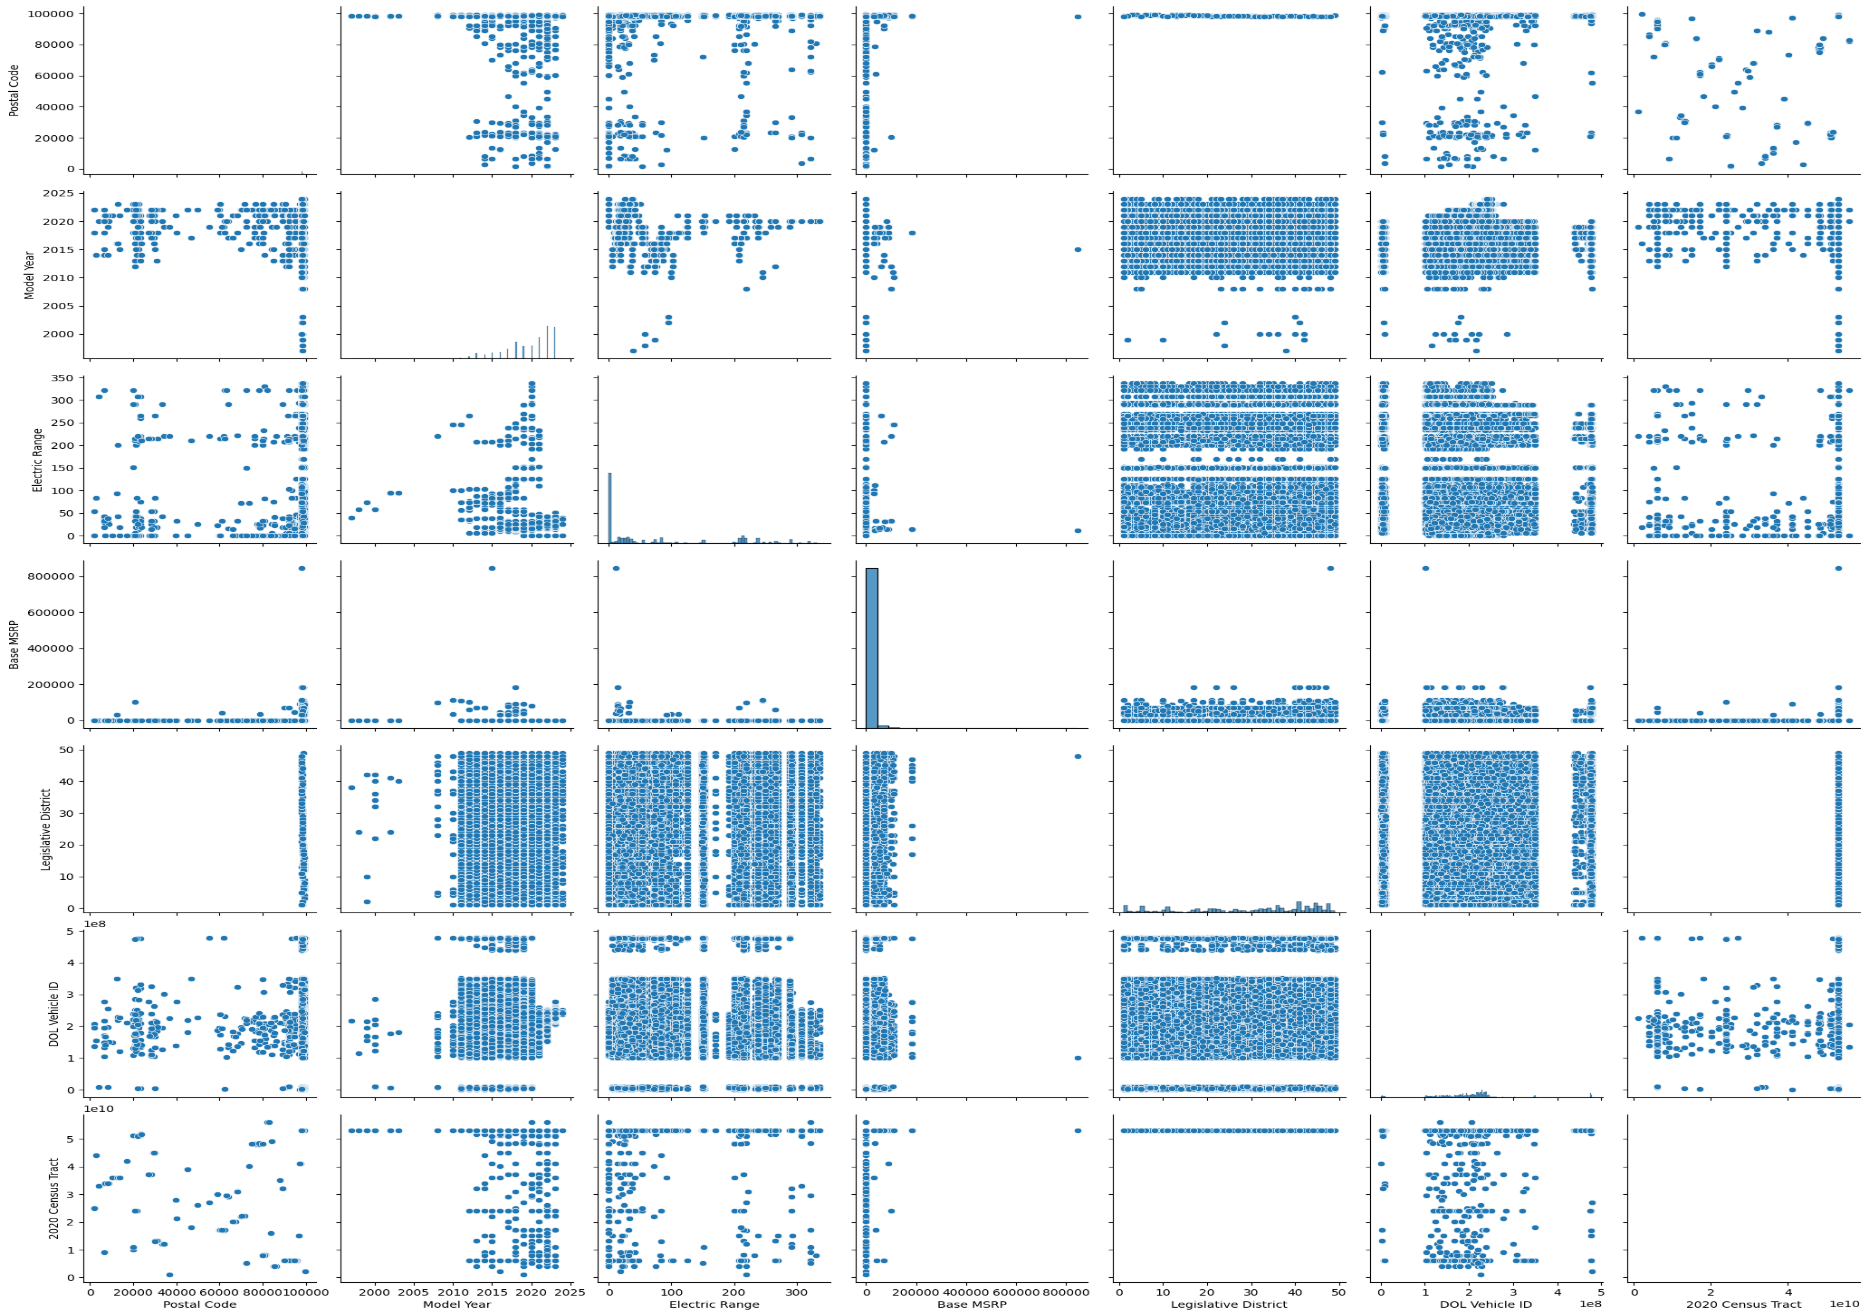 100000
80000
60000
40000
20000
0
Postal Code
2025
2020
2015
2010
2005
2000
Model Year
350
300
250
200
150
100
50
0
Electric Range
800000
600000
400000
200000
0
Base MSRP
50
40
30
20
10
0
Legislative District
1e8
5
4
3
2
1
0
DOL Vehicle ID
1e10
5
4
3
2
1
0
2020 Census Tract
0 20000 40000 60000 80000 100000
Postal Code
2000 2005 2010 2015 2020 2025
Model Year
0 100 200 300
Electric Range
0 200000 400000 600000 800000
Base MSRP
0 10 20 30 40 50
Legislative District
0 1 2 3 4 5
DOL Vehicle ID 1e8
0 2 4
2020 Census Tract 1e10